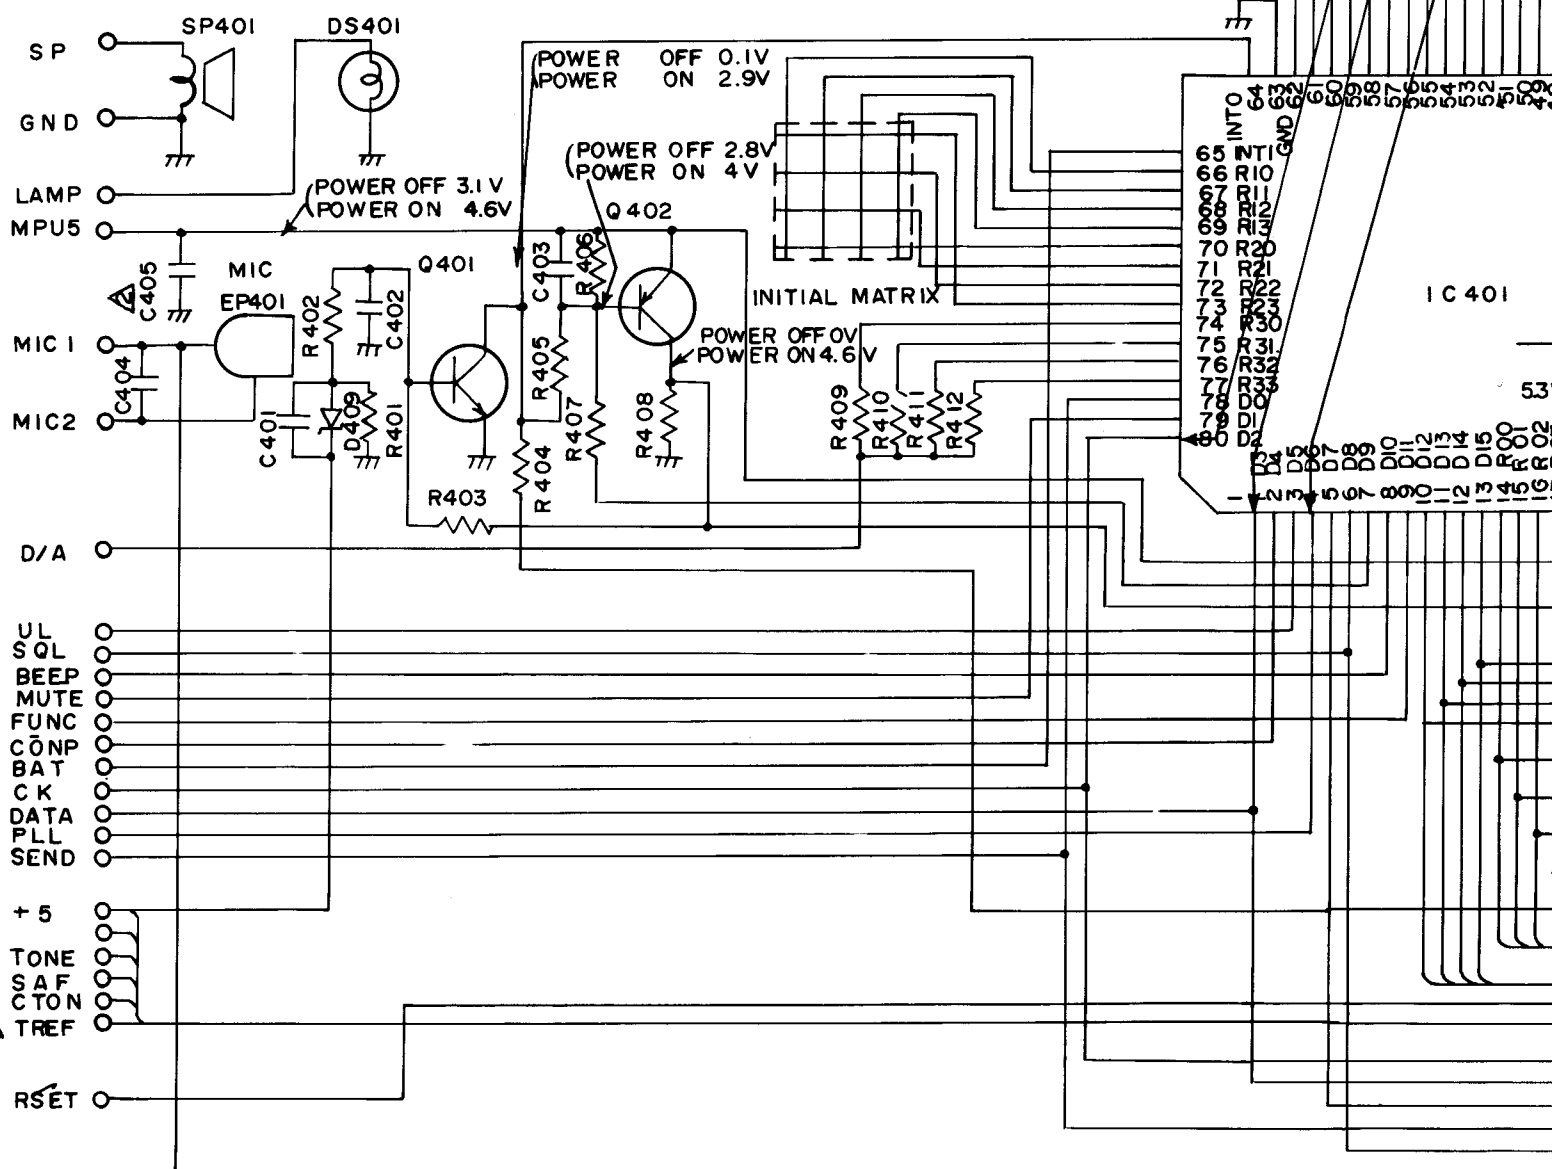 SP
SP401
DS401
GND
LAMP
MPU5
(POWER OFF 3.1V
POWER ON 4.6V
(POWER OFF 0.1V
POWER ON 2.9V
(POWER OFF 2.8V
POWER ON 4V
Q402
Q401
C403
R406
2
C405
MIC
EP401
R402
C402
MIC1
C404
MIC2
C401
D409
R401
R403
R404
R405
R407
R408
POWER OFF 0V
POWER ON 4.6V
INITIAL MATRIX
R409
R410
R411
R412
D/A
UL
SQL
BEEP
MUTE
FUNC
CŌNP
BAT
CK
DATA
PLL
SEND
+5
TONE
SAF
CTON
TREF
RSET
IC401
53
INT0
GND
64
63
62
61
60
59
58
57
56
55
54
53
52
51
50
49
65 INT1
66 R10
67 R11
68 R12
69 R13
70 R20
71 R21
72 R22
73 R23
74 R30
75 R31
76 R32
77 R33
78 D0
79 D1
80 D2
D3
D4
D5
D6
D7
D8
D9
D10
D11
D12
D13
D14
D15
R00
R01
R02
1
2
3
4
5
6
7
8
9
10
11
12
13
14
15
16